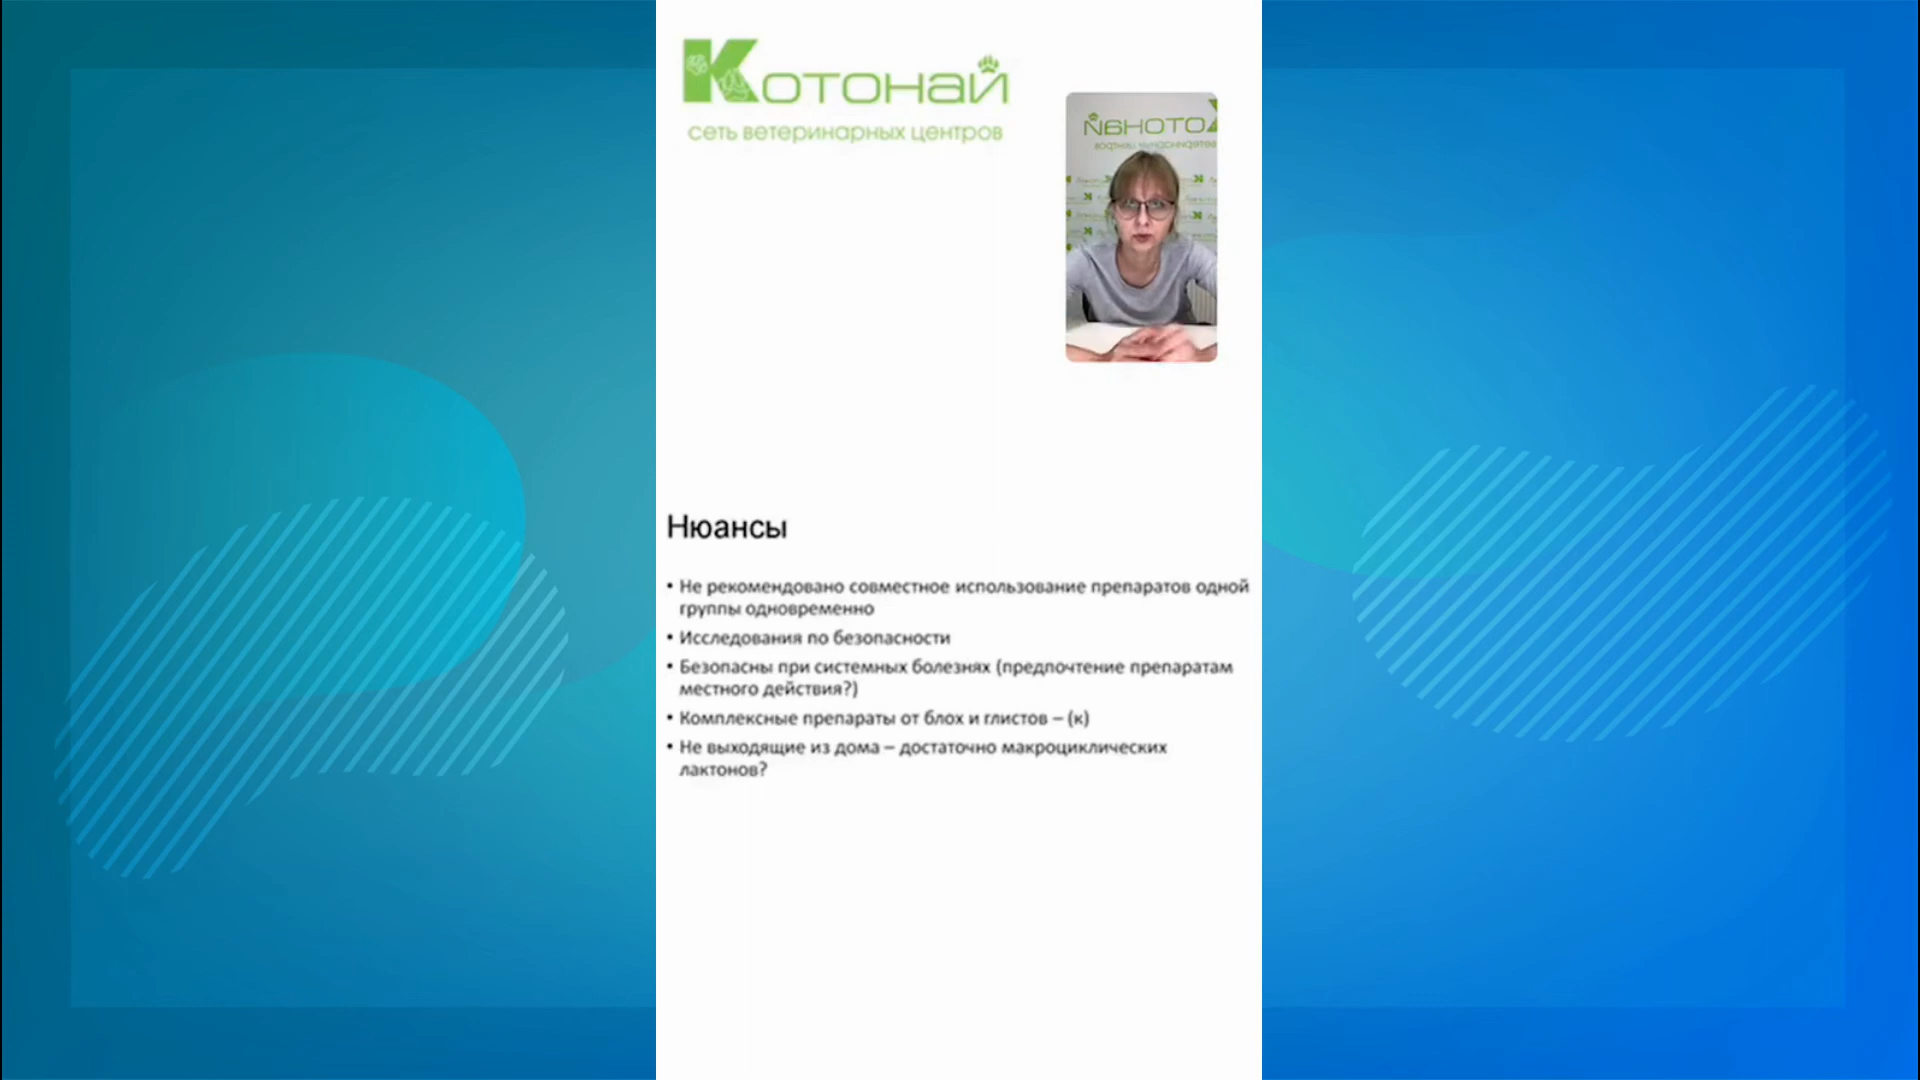 Котонай
сеть ветеринарных центров
КОТОНАЙ
Нюансы
• Не рекомендовано совместное использование препаратов одной
группы одновременно
• Исследования по безопасности
• Безопасны при системных болезнях (предпочтение препаратам
местного действия?)
• Комплексные препараты от блох и глистов – (к)
• Не выходящие из дома – достаточно макроциклических
лактонов?